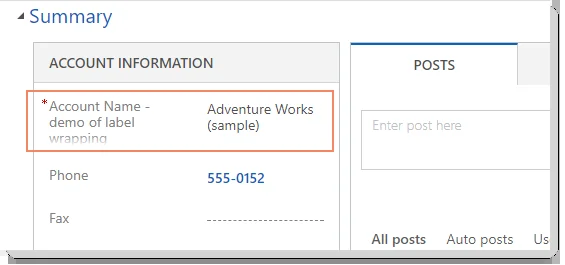 Summary
ACCOUNT INFORMATION
* Account Name -
demo of label
wrapping
Adventure Works
(sample)
Phone
555-0152
Fax
POSTS
Enter post here
All posts Auto posts Us